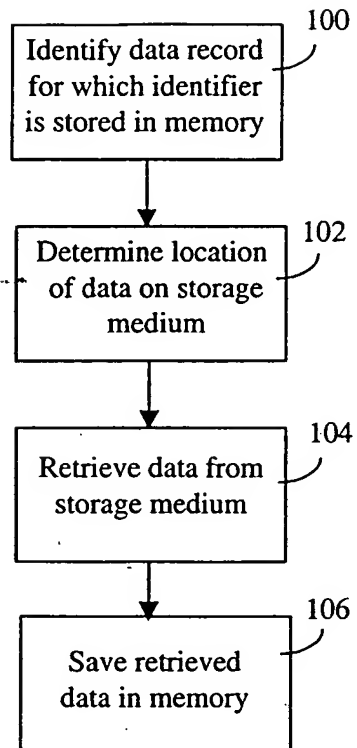 100
Identify data record
for which identifier
is stored in memory
102
Determine location
of data on storage
medium
104
Retrieve data from
storage medium
106
Save retrieved
data in memory